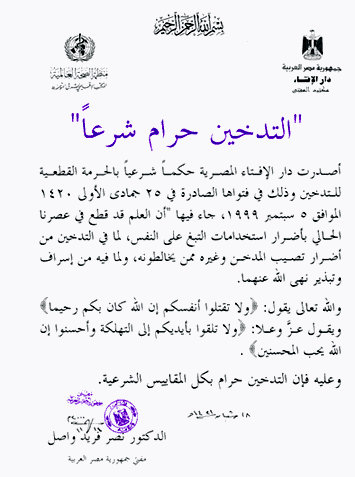 بسم الله الرحمن الرحيم
منظمة الصحة العالمية
جمهورية مصر العربية
دار الإفتاء
مكتب المفتى
"التدخين حرام شرعاً"
أصدرت دار الإفتاء المصرية حكماً شرعياً بالحرمة القطعية
للتدخين وذلك في فتواها الصادرة في ٢٥ جمادى الأولى ١٤٢٠
الموافق ٥ سبتمبر ١٩٩٩، جاء فيها "أن العلم قد قطع في عصرنا
الحالي بأضرار استخدامات التبغ على النفس، لما في التدخين من
أضرار تصيب المدخن وغيره ممن يخالطونه، ولما فيه من إسراف
وتبذير نهى الله عنهما.
والله تعالى يقول: ﴿ولا تقتلوا أنفسكم إن الله كان بكم رحيما﴾
ويقول عزَّ وعلا: ﴿ولا تلقوا بأيديكم إلى التهلكة وأحسنوا إن
الله يحب المحسنين﴾ .
وعليه فإن التدخين حرام بكل المقاييس الشرعية.
الدكتور "نصر فريد" واصل
مفتي جمهورية مصر العربية